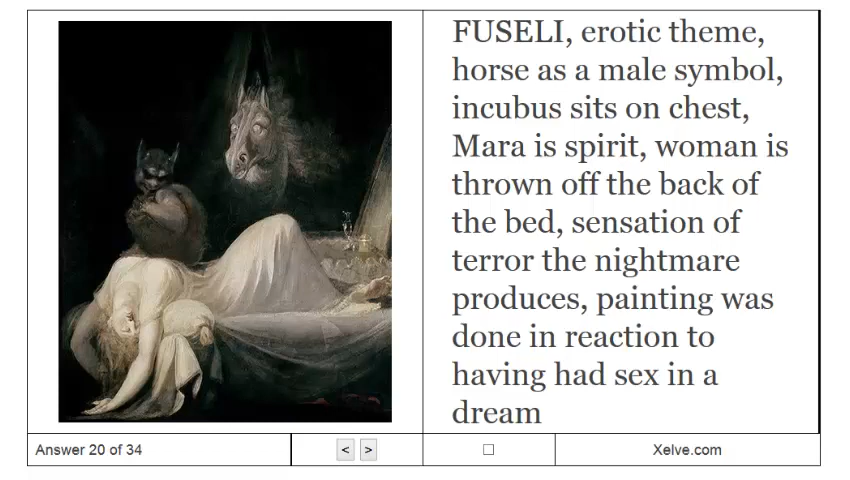 FUSELI, erotic theme,
horse as a male symbol,
incubus sits on chest,
Mara is spirit, woman is
thrown off the back of
the bed, sensation of
terror the nightmare
produces, painting was
done in reaction to
having had sex in a
dream
Answer 20 of 34 < > Xelve.com